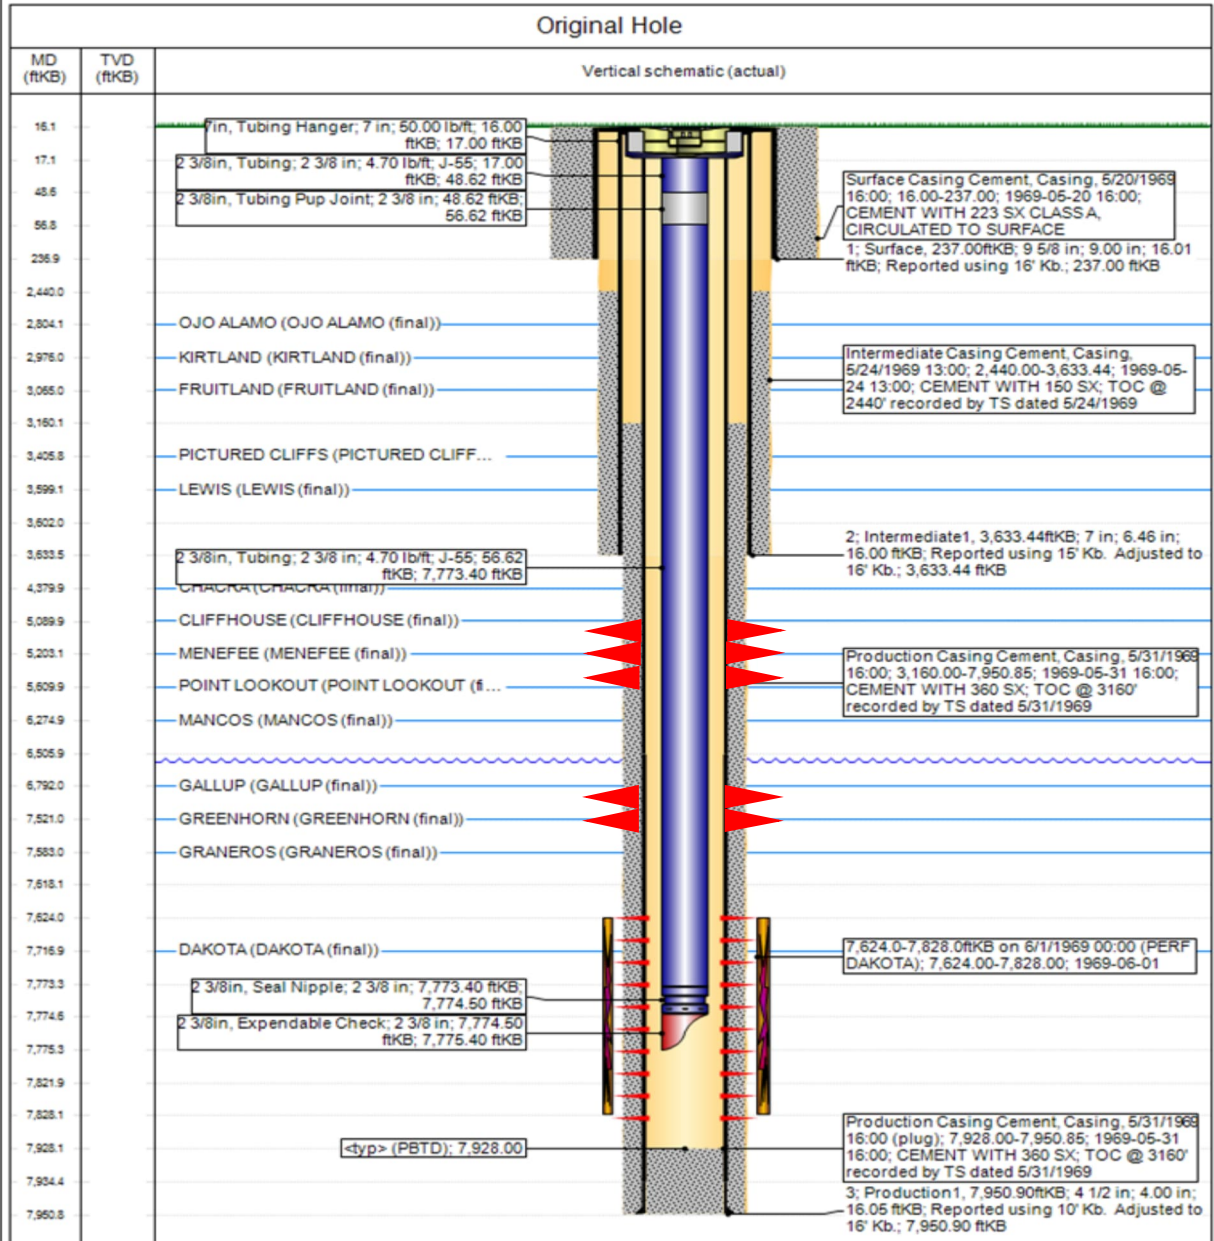 Original Hole
MD
(ftKB)
TVD
(ftKB)
Vertical schematic (actual)
16.1
7in, Tubing Hanger; 7 in; 50.00 lb/ft; 16.00
ftKB; 17.00 ftKB
17.1
2 3/8in, Tubing; 2 3/8 in; 4.70 lb/ft; J-55; 17.00
ftKB; 48.62 ftKB
48.6
2 3/8in, Tubing Pup Joint; 2 3/8 in; 48.62 ftKB;
56.62 ftKB
56.8
Surface Casing Cement, Casing, 5/20/1969
16:00; 16.00-237.00; 1969-05-20 16:00;
CEMENT WITH 223 SX CLASS A,
CIRCULATED TO SURFACE
236.9
1; Surface, 237.00ftKB; 9 5/8 in; 9.00 in; 16.01
ftKB; Reported using 16' Kb.; 237.00 ftKB
2,440.0
2,804.1
OJO ALAMO (OJO ALAMO (final))
2,976.0
KIRTLAND (KIRTLAND (final))
3,065.0
FRUITLAND (FRUITLAND (final))
Intermediate Casing Cement, Casing,
5/24/1969 13:00; 2,440.00-3,633.44; 1969-05-
24 13:00; CEMENT WITH 150 SX; TOC @
2440' recorded by TS dated 5/24/1969
3,160.1
3,405.8
PICTURED CLIFFS (PICTURED CLIFF...
3,599.1
LEWIS (LEWIS (final))
3,602.0
3,633.5
2; Intermediate1, 3,633.44ftKB; 7 in; 6.46 in;
16.00 ftKB; Reported using 15' Kb.  Adjusted to
16' Kb.; 3,633.44 ftKB
2 3/8in, Tubing; 2 3/8 in; 4.70 lb/ft; J-55; 56.62
ftKB; 7,773.40 ftKB
4,379.9
CHACRA (CHACRA (final))
5,089.9
CLIFFHOUSE (CLIFFHOUSE (final))
5,203.1
MENEFEE (MENEFEE (final))
5,609.9
POINT LOOKOUT (POINT LOOKOUT (fi...
Production Casing Cement, Casing, 5/31/1969
16:00; 3,160.00-7,950.85; 1969-05-31 16:00;
CEMENT WITH 360 SX; TOC @ 3160'
recorded by TS dated 5/31/1969
6,274.9
MANCOS (MANCOS (final))
6,505.9
6,792.0
GALLUP (GALLUP (final))
7,521.0
GREENHORN (GREENHORN (final))
7,583.0
GRANEROS (GRANEROS (final))
7,618.1
7,624.0
7,716.9
DAKOTA (DAKOTA (final))
7,624.0-7,828.0ftKB on 6/1/1969 00:00 (PERF
DAKOTA); 7,624.00-7,828.00; 1969-06-01
7,773.3
2 3/8in, Seal Nipple; 2 3/8 in; 7,773.40 ftKB;
7,774.50 ftKB
7,774.6
2 3/8in, Expendable Check; 2 3/8 in; 7,774.50
ftKB; 7,775.40 ftKB
7,775.3
7,821.9
7,828.1
7,928.1
<typ> (PBTD); 7,928.00
Production Casing Cement, Casing, 5/31/1969
16:00 (plug); 7,928.00-7,950.85; 1969-05-31
16:00; CEMENT WITH 360 SX; TOC @ 3160'
recorded by TS dated 5/31/1969
7,934.4
7,950.8
3; Production1, 7,950.90ftKB; 4 1/2 in; 4.00 in;
16.05 ftKB; Reported using 10' Kb.  Adjusted to
16' Kb.; 7,950.90 ftKB